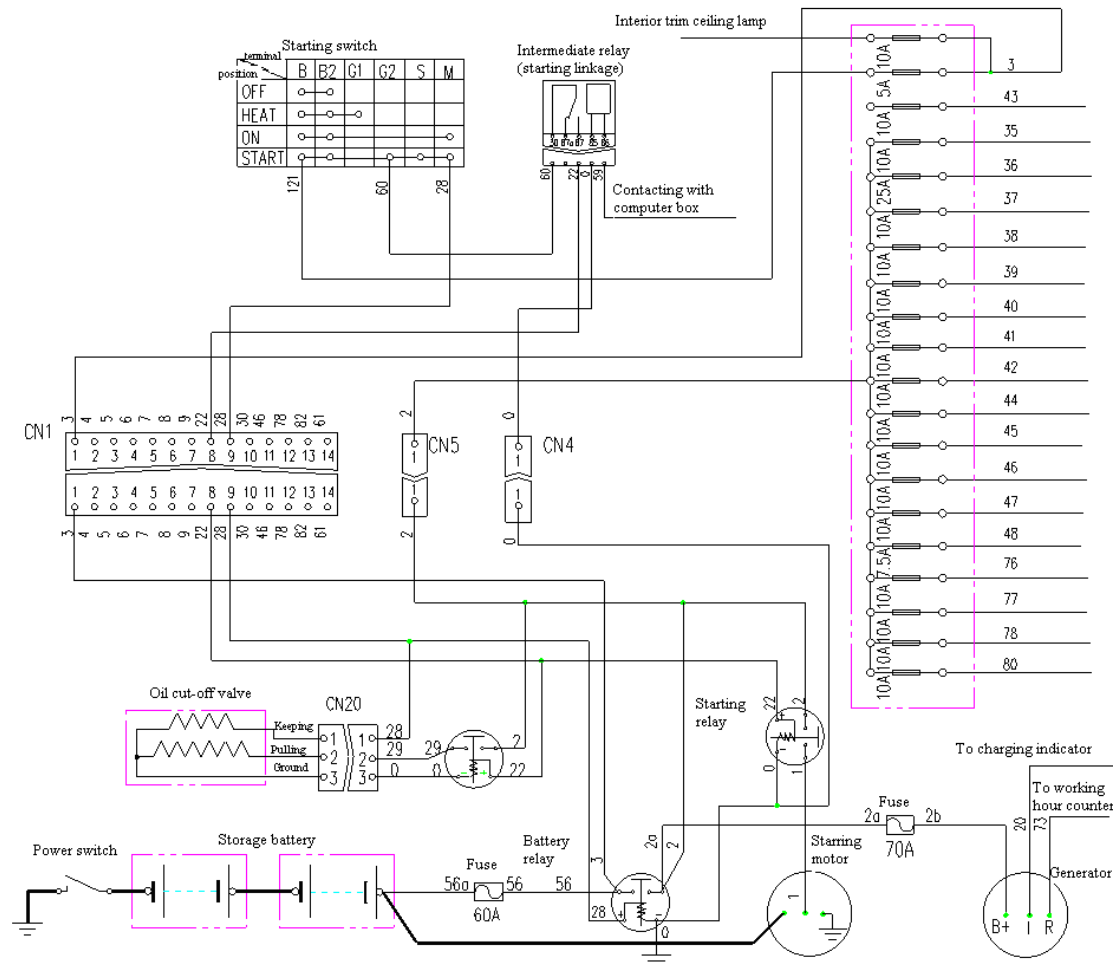 Interior trim ceiling lamp
Starting switch
terminal
position
B B2 G1 G2 S M
OFF
HEAT
ON
START
121
60
28
Intermediate relay
(starting linkage)
30 87a 87 85 86
60
22
0
59
Contacting with
computer box
10A
3
5A
43
10A
35
10A
36
25A
37
10A
38
10A
39
10A
40
10A
41
10A
42
10A
44
10A
45
10A
46
10A
47
10A
48
7.5A
76
10A
77
10A
78
10A
80
10A
3 4 5 6 7 8 9 22 28 30 46 78 82 61
CN1
1 2 3 4 5 6 7 8 9 10 11 12 13 14
1 2 3 4 5 6 7 8 9 10 11 12 13 14
3 4 5 6 7 8 9 22 28 30 46 78 82 61
2
CN5
1
1
2
0
CN4
1
1
0
Oil cut-off valve
Keeping
Pulling
Ground
CN20
1 1 28
2 2 29
3 3 0
29 2
0 - + 22
Starting
relay
22 2
+
-
0 1
To charging indicator
To working
hour counter
20
73
Generator
B+ I R
Fuse
2a 2b
70A
Power switch
Storage battery
Fuse
56a 56 56
60A
Battery
relay
3
2a
2
28 + -
0
Starring
motor
1